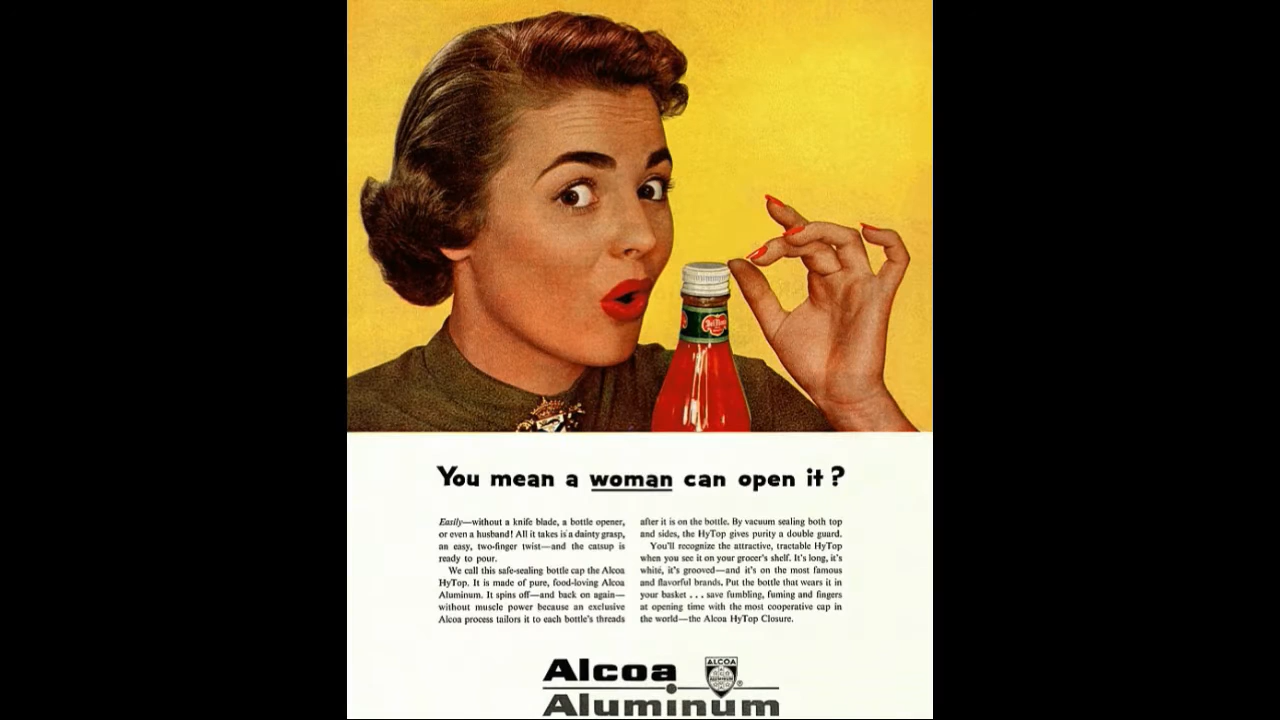 Del Monte
You mean a woman can open it?
Easily—without a knife blade, a bottle opener,
or even a husband! All it takes is a dainty grasp,
an easy, two-finger twist—and the catsup is
ready to pour.
We call this safe-sealing bottle cap the Alcoa
HyTop. It is made of pure, food-loving Alcoa
Aluminum. It spins off—and back on again—
without muscle power because an exclusive
Alcoa process tailors it to each bottle's threads
after it is on the bottle. By vacuum sealing both top
and sides, the HyTop gives purity a double guard.
You'll recognize the attractive, tractable HyTop
when you see it on your grocer's shelf. It's long, it's
white, it's grooved—and it's on the most famous
and flavorful brands. Put the bottle that wears it in
your basket . . . save fumbling, fuming and fingers
at opening time with the most cooperative cap in
the world—the Alcoa HyTop Closure.
ALCOA
ALUMINUM
®
Alcoa
Aluminum